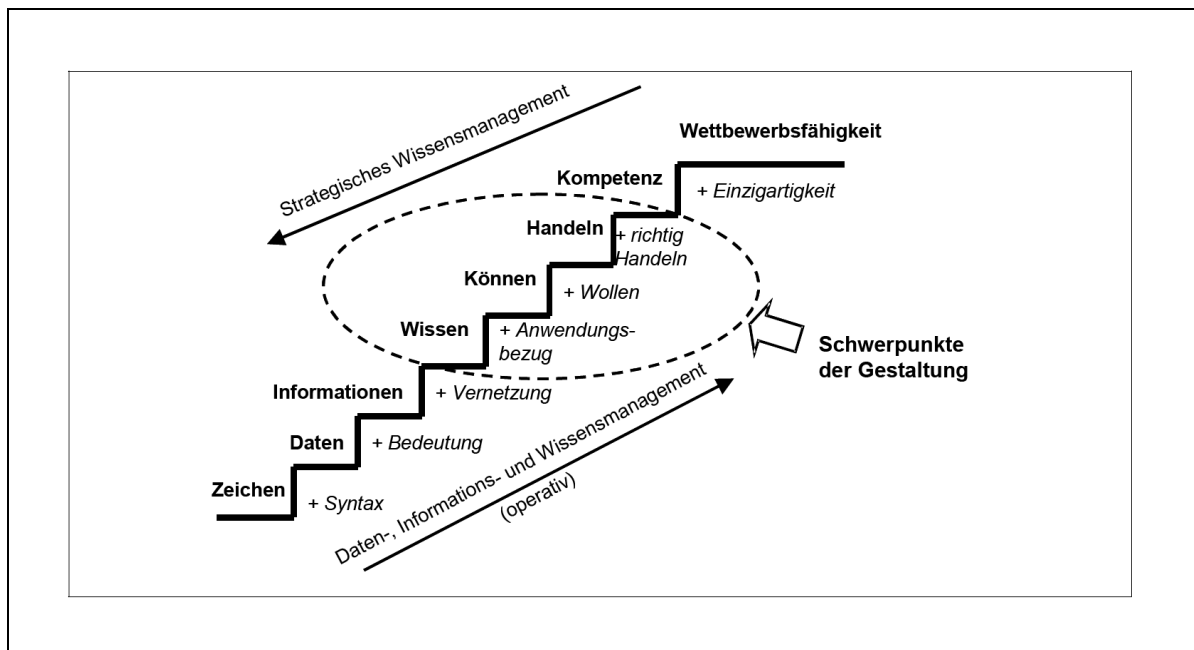 Strategisches Wissensmanagement
Wettbewerbsfähigkeit
Kompetenz
+ Einzigartigkeit
Handeln
+ richtig
Handeln
Können
+ Wollen
Wissen
+ Anwendungs-
bezug
Schwerpunkte
der Gestaltung
Informationen
+ Vernetzung
Daten
+ Bedeutung
Zeichen
+ Syntax
Daten-, Informations- und Wissensmanagement
(operativ)